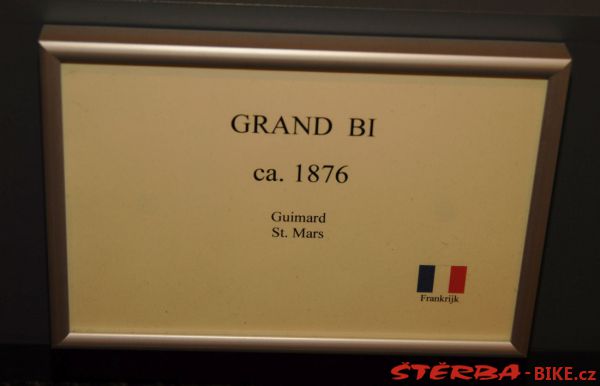 GRAND BI
ca. 1876
Guimard
St. Mars
Frankrijk
ŠTĚRBA-BIKE.cz